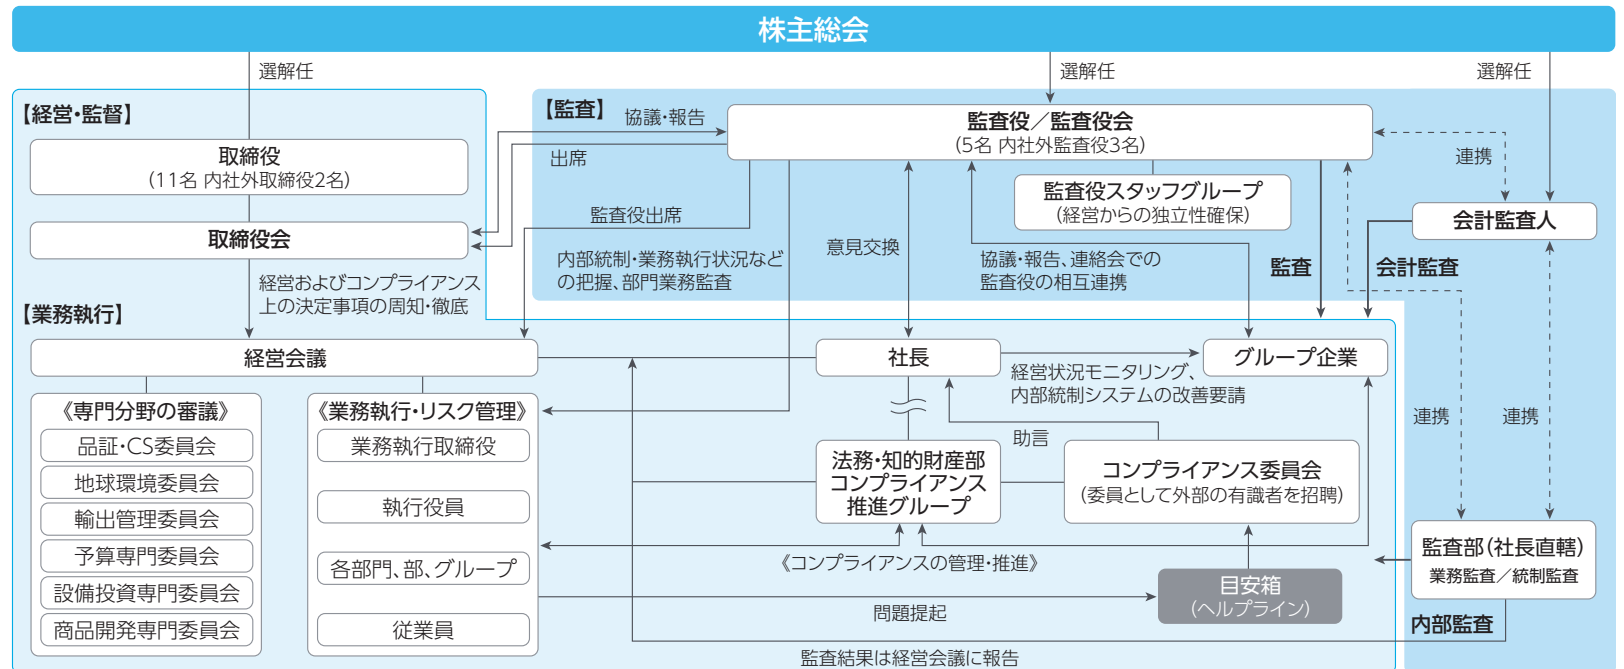 株主総会
選解任
選解任
選解任
【経営・監督】
取締役
(11名 内社外取締役2名)
取締役会
経営およびコンプライアンス
上の決定事項の周知・徹底
【監査】
協議・報告
出席
監査役出席
監査役/監査役会
(5名 内社外監査役3名)
監査役スタッフグループ
(経営からの独立性確保)
連携
会計監査人
内部統制・業務執行状況など
の把握、部門業務監査
意見交換
協議・報告、連絡会での
監査役の相互連携
監査
会計監査
【業務執行】
経営会議
社長
グループ企業
経営状況モニタリング、
内部統制システムの改善要請
《専門分野の審議》
品証・CS委員会
地球環境委員会
輸出管理委員会
予算専門委員会
設備投資専門委員会
商品開発専門委員会
《業務執行・リスク管理》
業務執行取締役
執行役員
各部門、部、グループ
従業員
助言
法務・知的財産部
コンプライアンス
推進グループ
コンプライアンス委員会
(委員として外部の有識者を招聘)
連携
連携
《コンプライアンスの管理・推進》
目安箱
(ヘルプライン)
問題提起
監査部(社長直轄)
業務監査/統制監査
内部監査
監査結果は経営会議に報告